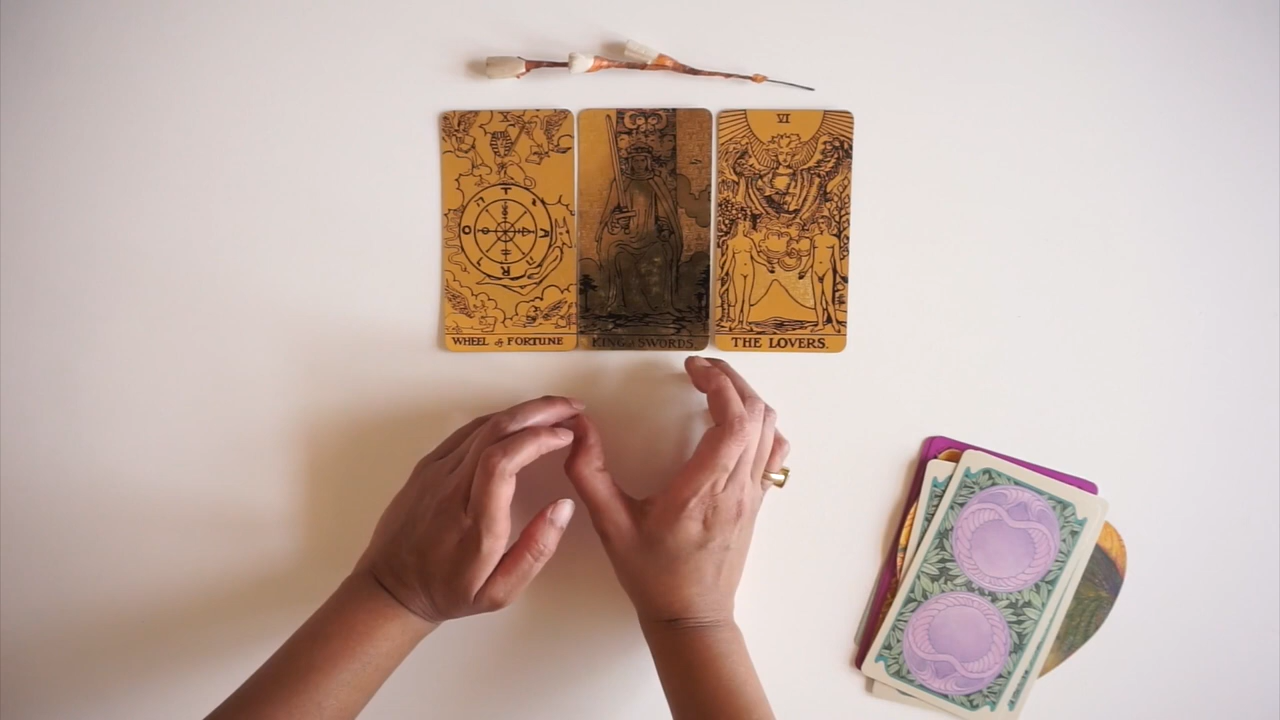 T
A
R
O
WHEEL of FORTUNE
KING of SWORDS.
VI
THE LOVERS.